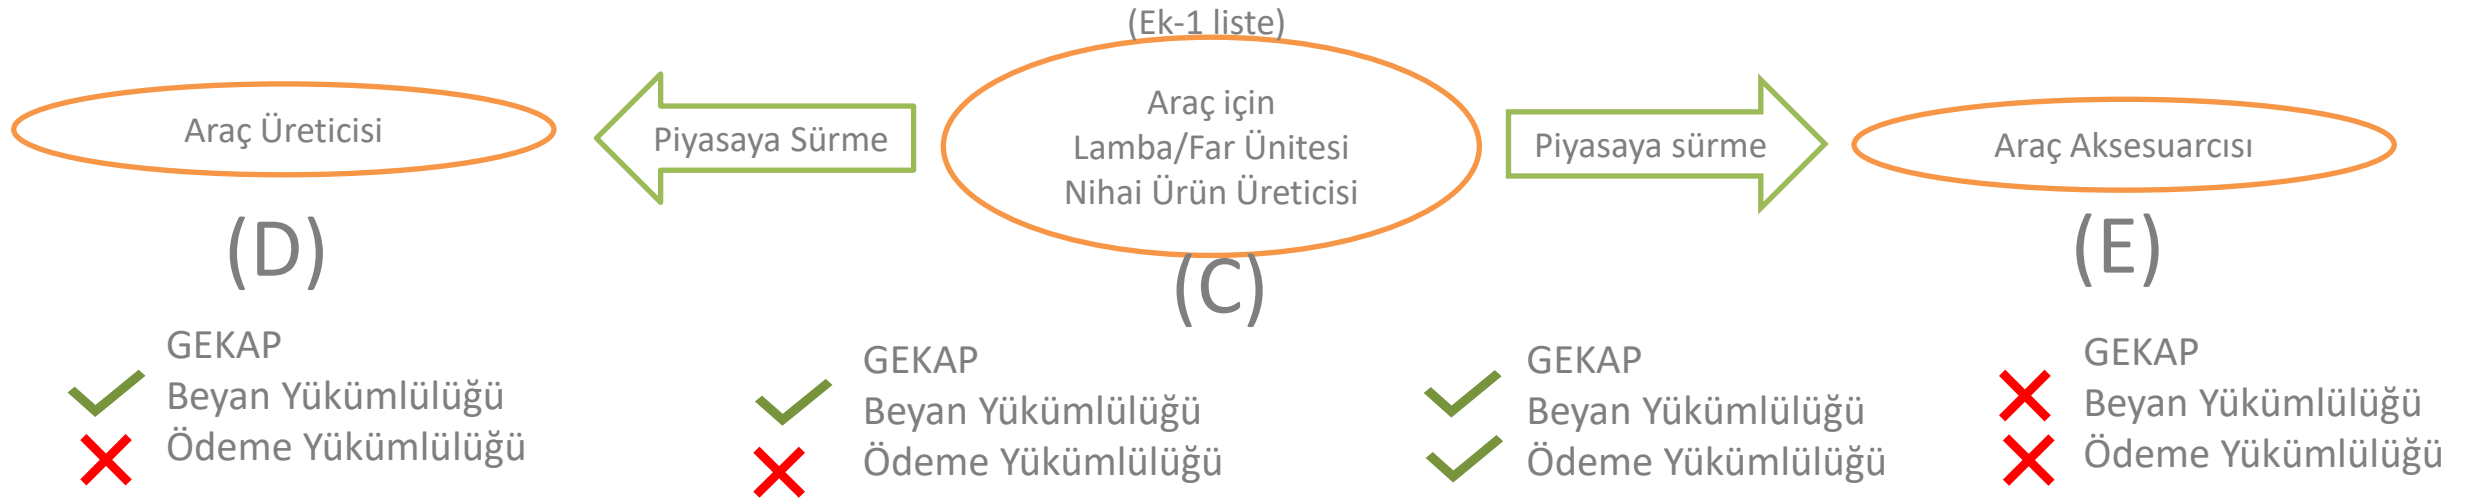 (Ek-1 liste)
Araç Üreticisi
Piyasaya Sürme
Araç için
Lamba/Far Ünitesi
Nihai Ürün Üreticisi
Piyasaya sürme
Araç Aksesuarcısı
(D)
(C)
(E)
GEKAP
Beyan Yükümlülüğü
Ödeme Yükümlülüğü
GEKAP
Beyan Yükümlülüğü
Ödeme Yükümlülüğü
GEKAP
Beyan Yükümlülüğü
Ödeme Yükümlülüğü
GEKAP
Beyan Yükümlülüğü
Ödeme Yükümlülüğü